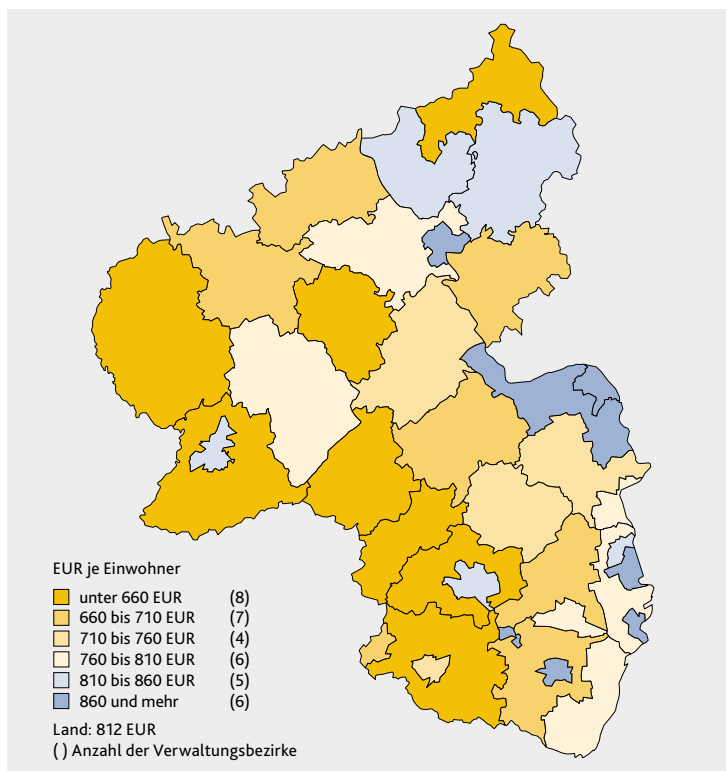 EUR je Einwohner
unter 660 EUR (8)
660 bis 710 EUR (7)
710 bis 760 EUR (4)
760 bis 810 EUR (6)
810 bis 860 EUR (5)
860 und mehr (6)
Land: 812 EUR
( ) Anzahl der Verwaltungsbezirke